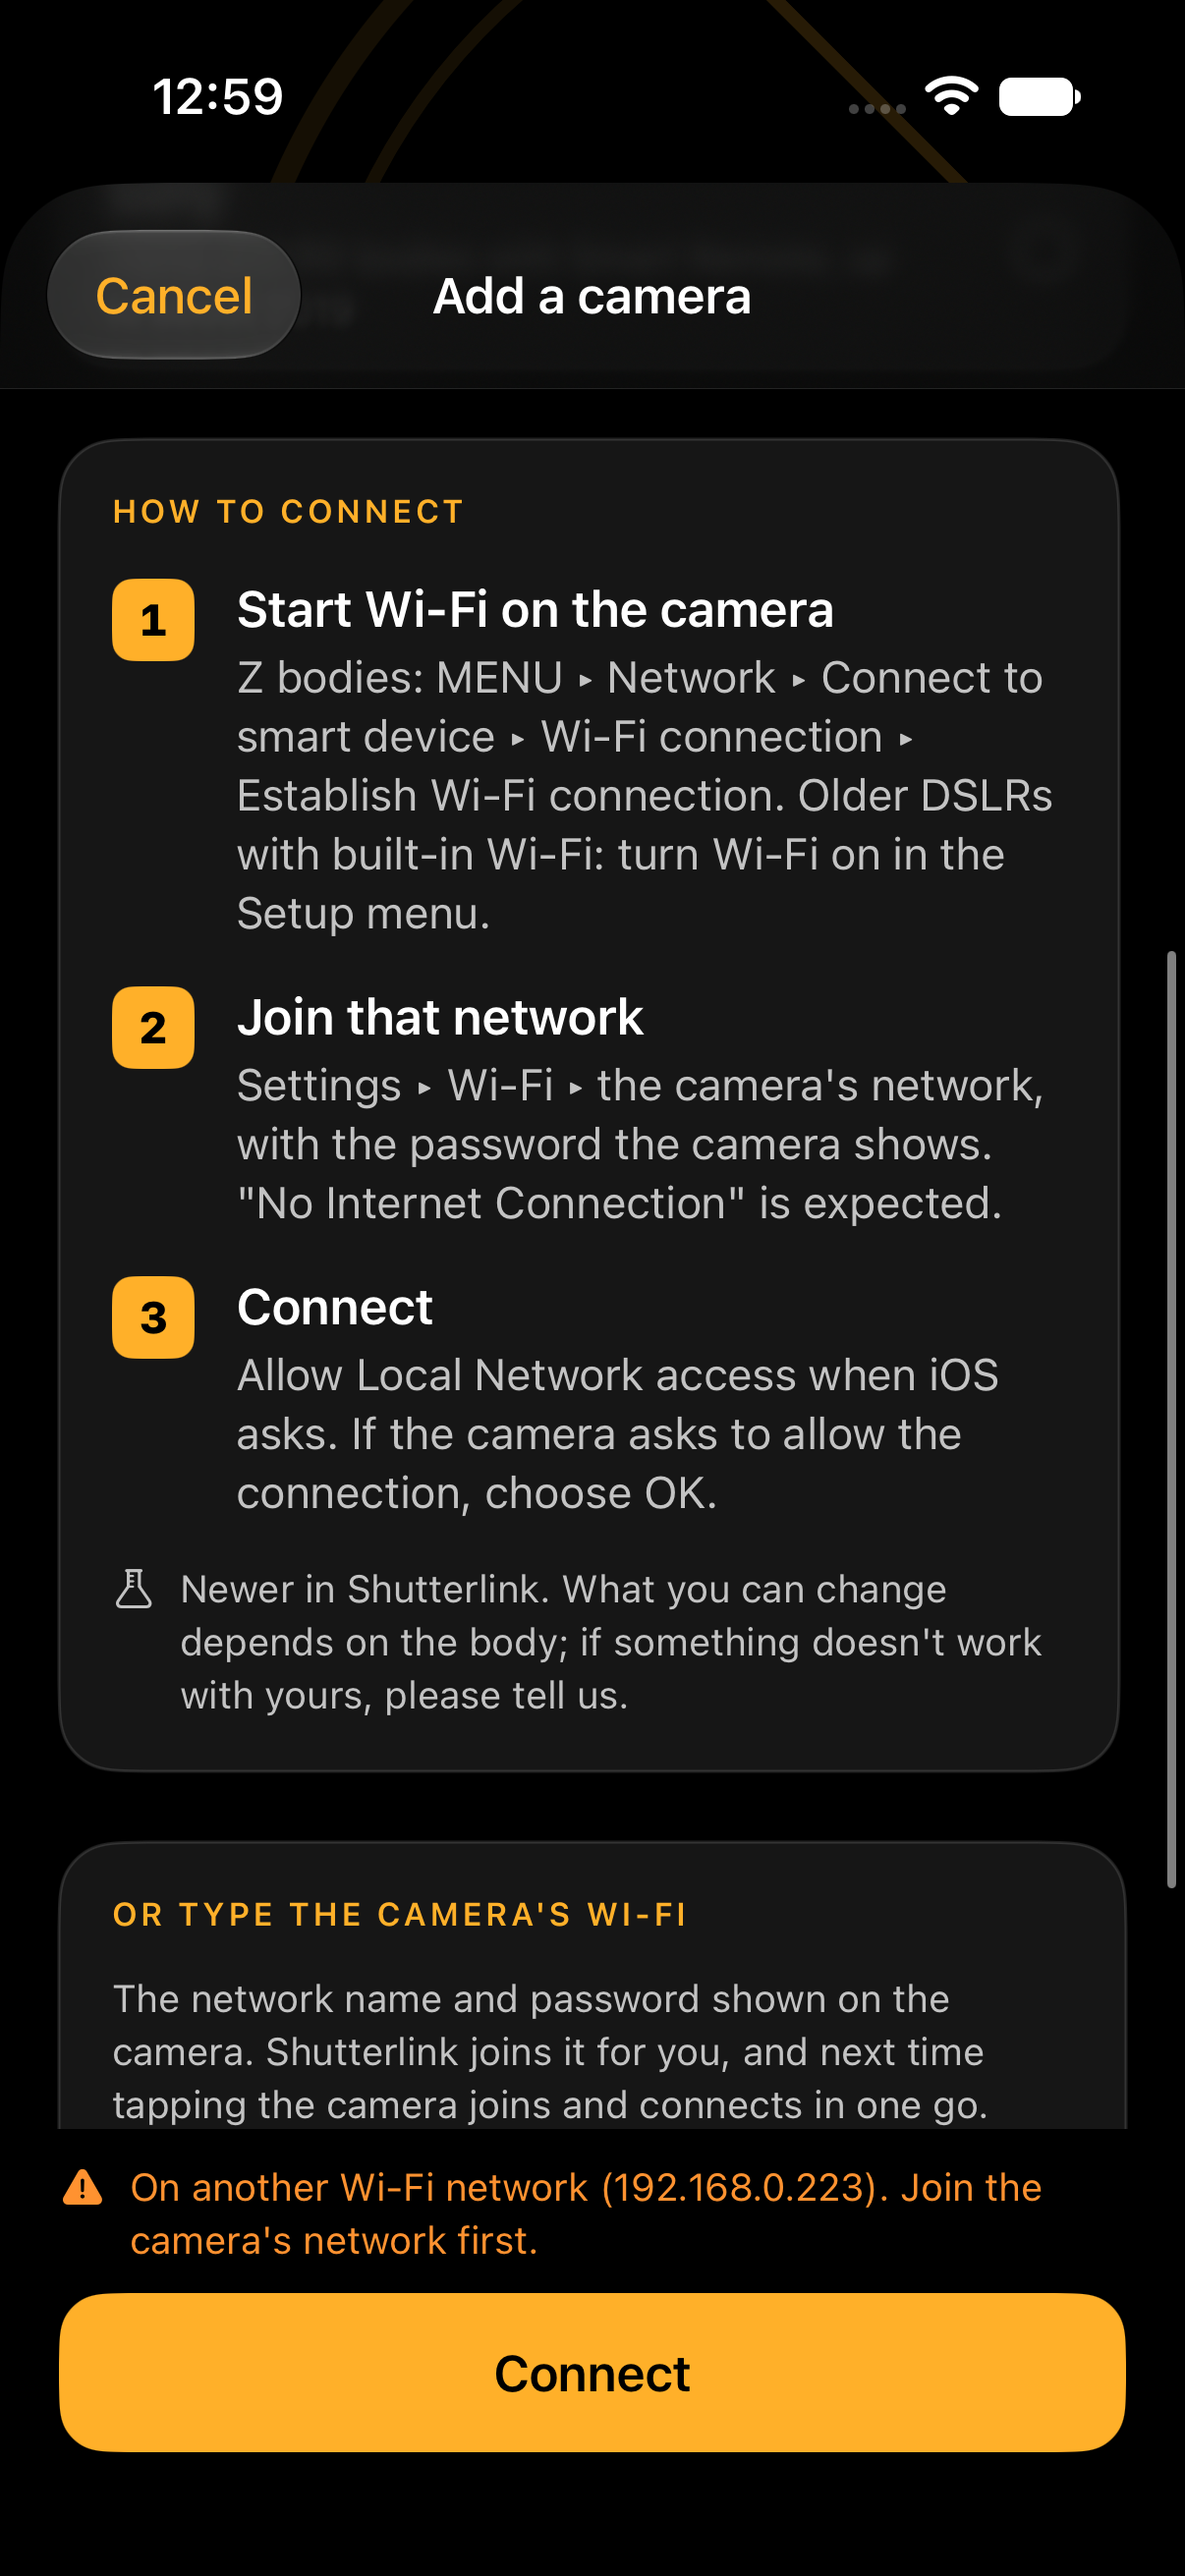 12:59
Cancel
Add a camera
HOW TO CONNECT
1
Start Wi-Fi on the camera
Z bodies: MENU ▸ Network ▸ Connect to
smart device ▸ Wi-Fi connection ▸
Establish Wi-Fi connection. Older DSLRs
with built-in Wi-Fi: turn Wi-Fi on in the
Setup menu.
2
Join that network
Settings ▸ Wi-Fi ▸ the camera's network,
with the password the camera shows.
"No Internet Connection" is expected.
3
Connect
Allow Local Network access when iOS
asks. If the camera asks to allow the
connection, choose OK.
Newer in Shutterlink. What you can change
depends on the body; if something doesn't work
with yours, please tell us.
OR TYPE THE CAMERA'S WI-FI
The network name and password shown on the
camera. Shutterlink joins it for you, and next time
tapping the camera joins and connects in one go.
On another Wi-Fi network (192.168.0.223). Join the
camera's network first.
Connect